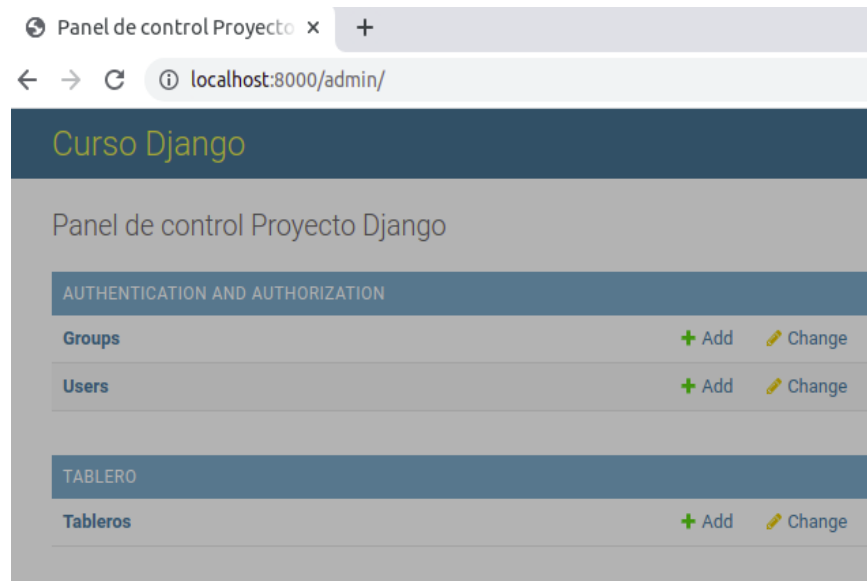 Panel de control Proyecto
localhost:8000/admin/
Curso Django
Panel de control Proyecto Django
AUTHENTICATION AND AUTHORIZATION
Groups + Add Change
Users + Add Change
TABLERO
Tableros + Add Change